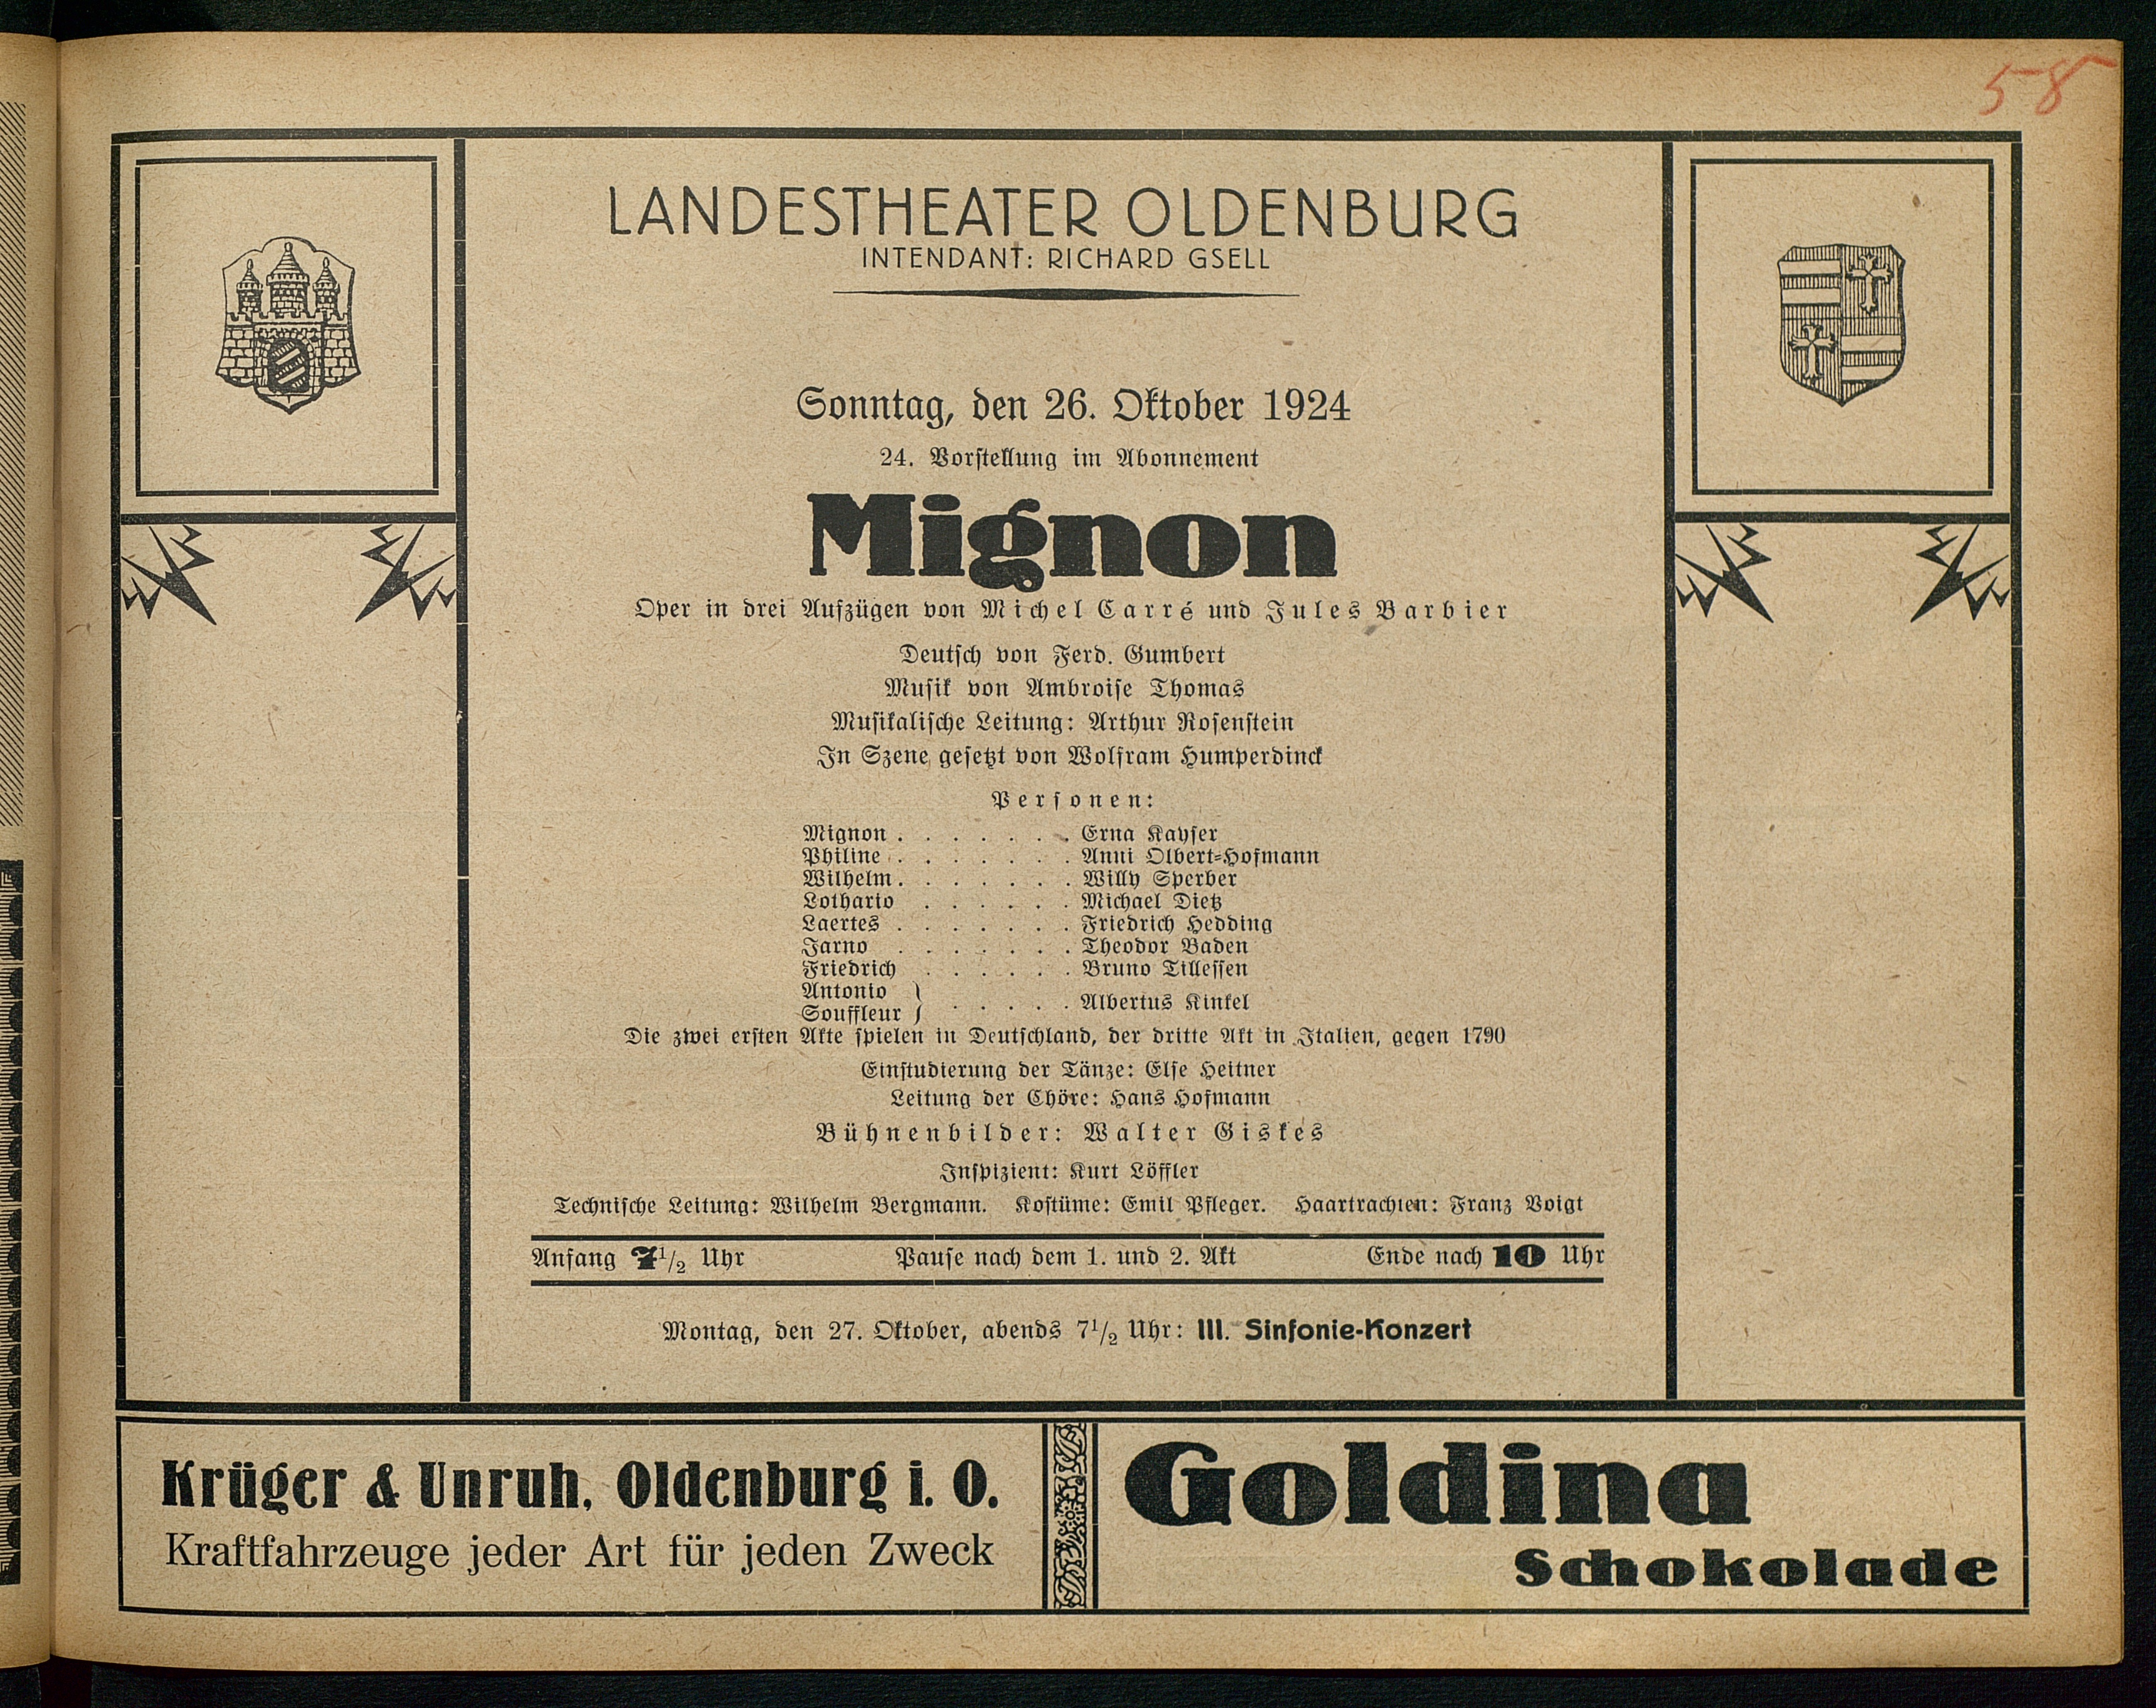 58
LANDESTHEATER OLDENBURG
INTENDANT: RICHARD GSELL
Sonntag, den 26. Oktober 1924
24. Vorstellung im Abonnement
Mignon
Oper in drei Aufzügen von Michel Carré und Jules Barbier
Deutsch von Ferd. Gumbert
Musik von Ambroise Thomas
Musikalische Leitung: Arthur Rosenstein
In Szene gesetzt von Wolfram Humperdinck
Personen:
Mignon . . . . . . . Erna Kayser
Philine . . . . . . . Anni Olbert-Hofmann
Wilhelm . . . . . . . Willy Sperber
Lothario . . . . . . Michael Dietz
Laertes . . . . . . . Friedrich Hedding
Jarno . . . . . . . Theodor Baden
Friedrich . . . . . . Bruno Tillessen
Antonio }
Souffleur } . . . . . Albertus Kinkel
Die zwei ersten Akte spielen in Deutschland, der dritte Akt in Italien, gegen 1790
Einstudierung der Tänze: Else Heitner
Leitung der Chöre: Hans Hofmann
Bühnenbilder: Walter Giskes
Inspizient: Kurt Löffler
Technische Leitung: Wilhelm Bergmann. Kostüme: Emil Pfleger. Haartrachten: Franz Voigt
Anfang 7 1/2 Uhr Pause nach dem 1. und 2. Akt Ende nach 10 Uhr
Montag, den 27. Oktober, abends 7 1/2 Uhr: III. Sinfonie-Konzert
Krüger & Unruh, Oldenburg i. O.
Kraftfahrzeuge jeder Art für jeden Zweck
Goldina
Schokolade